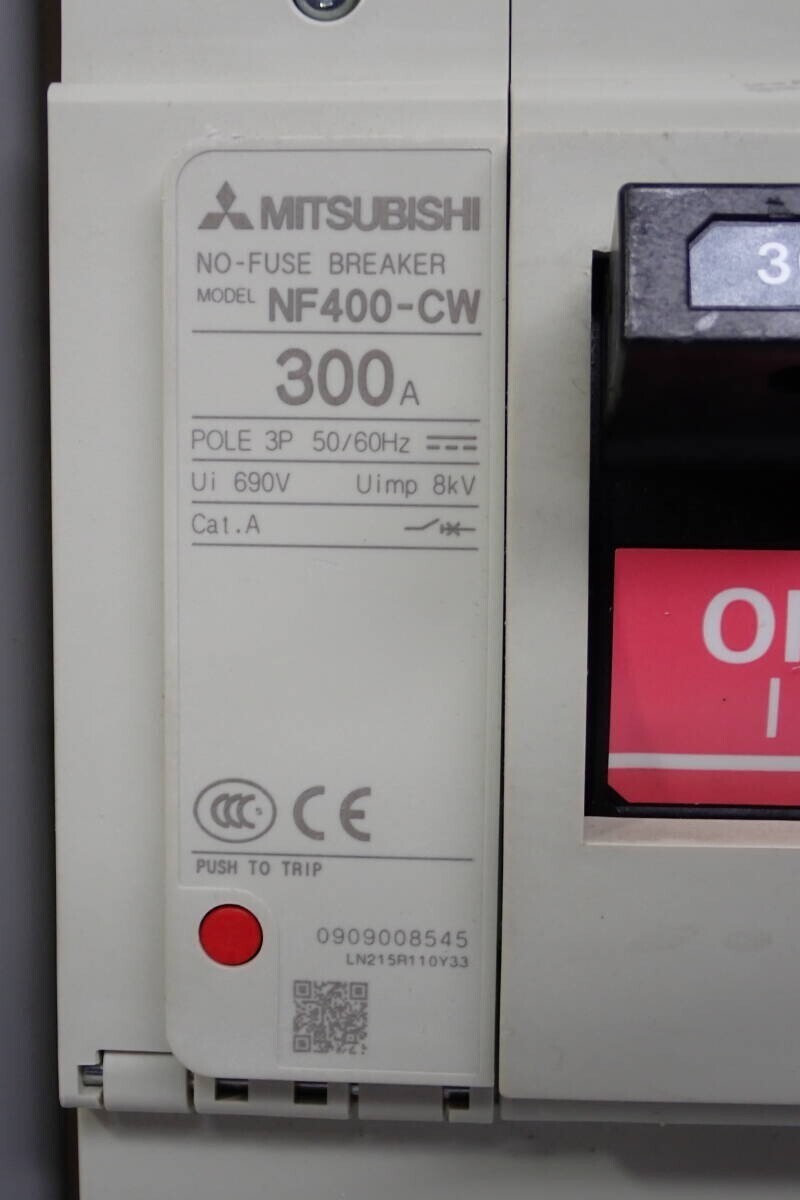 MITSUBISHI
NO-FUSE BREAKER
MODEL NF400-CW
300A
POLE 3P 50/60Hz
Ui 690V Uimp 8kV
Cat.A
CCC S CE
PUSH TO TRIP
0909008545
LN215R110Y33
I